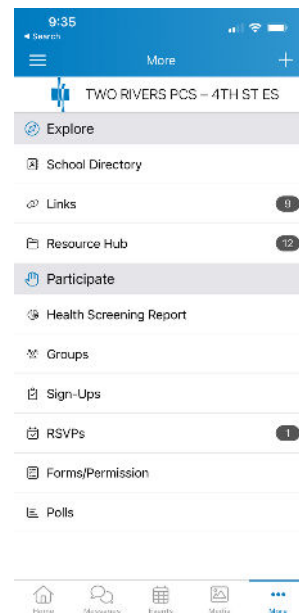 9:35
Search
More
TWO RIVERS PCS – 4TH ST ES
Explore
School Directory
Links 9
Resource Hub 12
Participate
Health Screening Report
Groups
Sign-Ups
RSVPs 1
Forms/Permission
Polls
Home Messages Events Media More